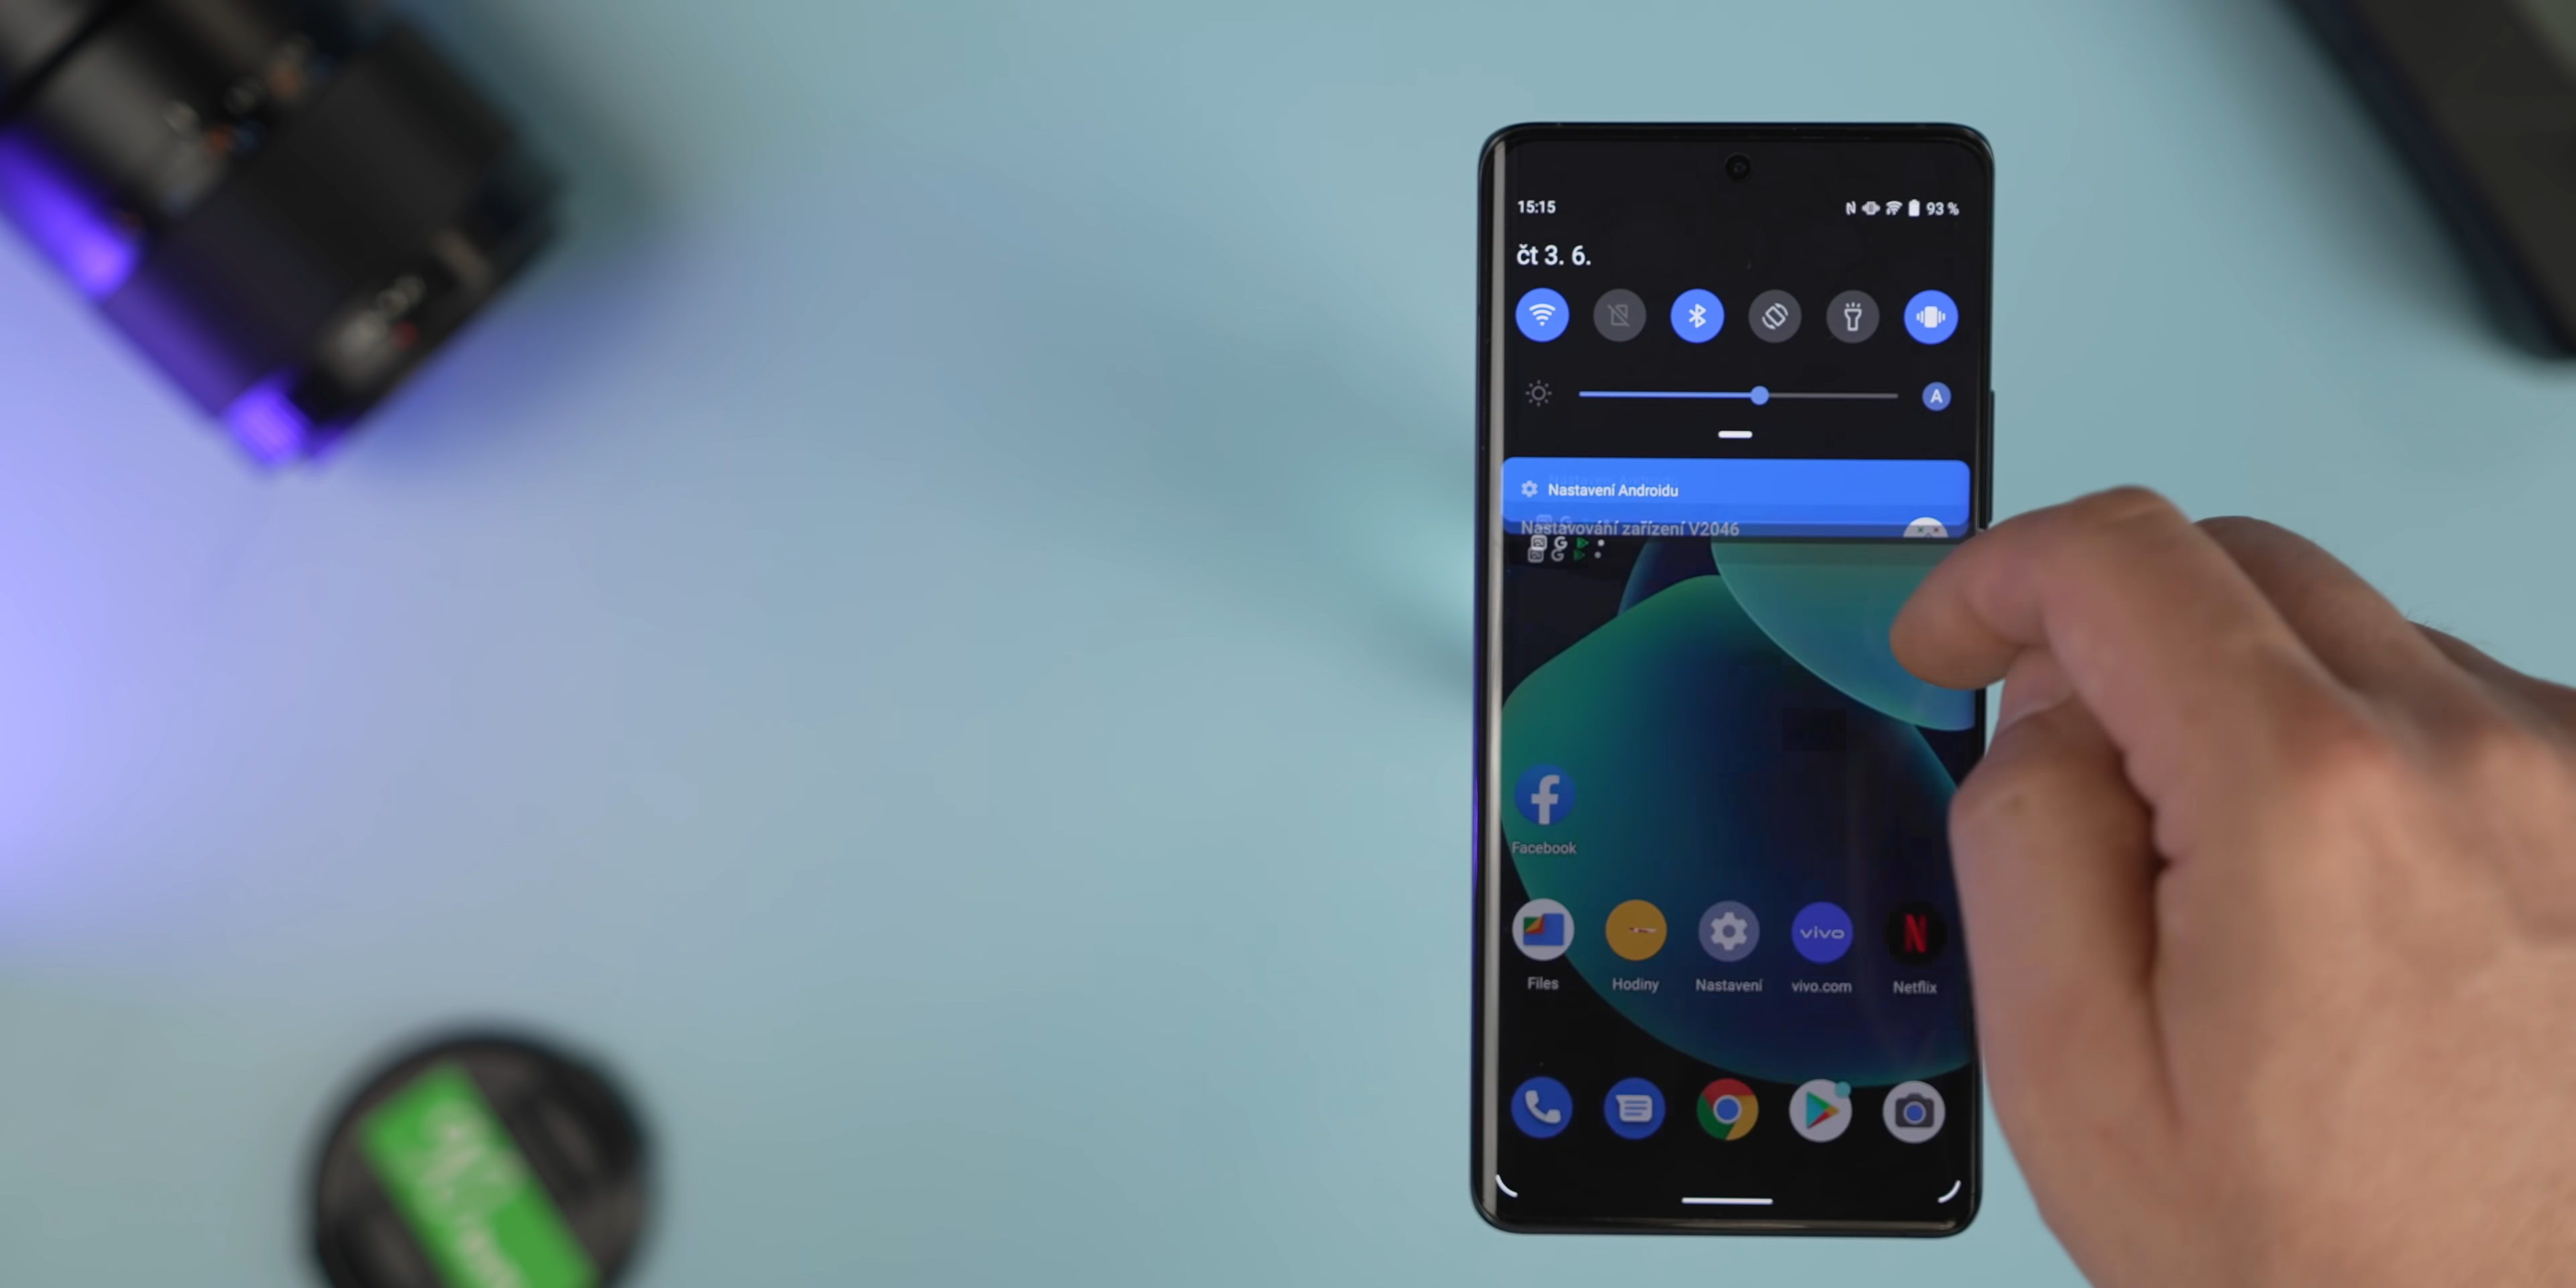 15:15
93 %
čt 3. 6.
A
Nastavení Androidu
Nastavování zařízení V2046
Facebook
vivo
N
Files
Hodiny
Nastavení
vivo.com
Netflix